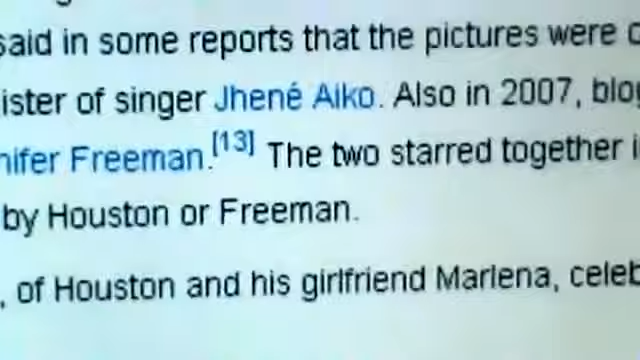 said in some reports that the pictures were
ister of singer Jhené Aiko. Also in 2007, blog
nifer Freeman.[13] The two starred together i
by Houston or Freeman.
, of Houston and his girlfriend Marlena, celeb